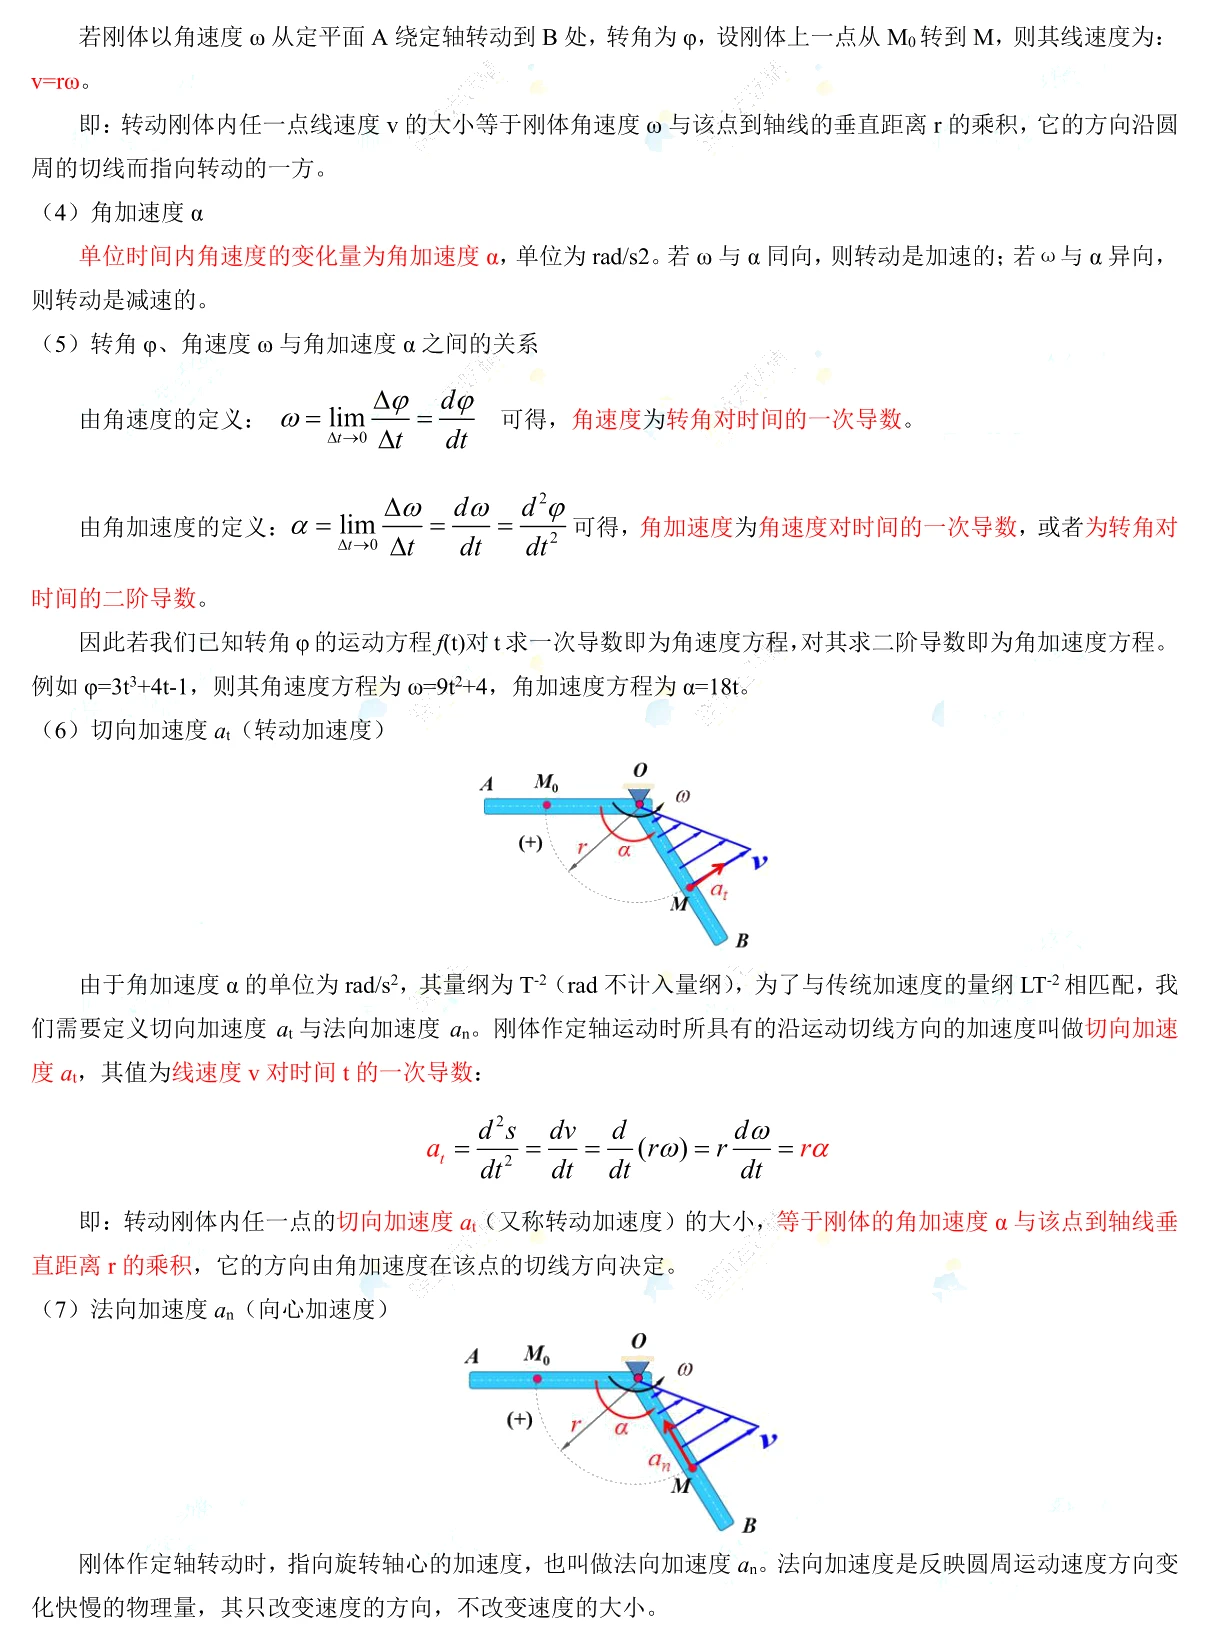 若刚体以角速度 ω 从定平面 A 绕定轴转动到 B 处，转角为 φ，设刚体上一点从 M₀ 转到 M，则其线速度为：
v=rω。
即：转动刚体内任一点线速度 v 的大小等于刚体角速度 ω 与该点到轴线的垂直距离 r 的乘积，它的方向沿圆
周的切线而指向转动的一方。
（4）角加速度 α
单位时间内角速度的变化量为角加速度 α，单位为 rad/s2。若 ω 与 α 同向，则转动是加速的；若 ω 与 α 异向，
则转动是减速的。
（5）转角 φ、角速度 ω 与角加速度 α 之间的关系
由角速度的定义： ω = lim_{Δt→0} Δφ/Δt = dφ/dt 可得，角速度为转角对时间的一次导数。
由角加速度的定义：α = lim_{Δt→0} Δω/Δt = dω/dt = d²φ/dt² 可得，角加速度为角速度对时间的一次导数，或者为转角对
时间的二阶导数。
因此若我们已知转角 φ 的运动方程 f(t)对 t 求一次导数即为角速度方程，对其求二阶导数即为角加速度方程。
例如 φ=3t³+4t-1，则其角速度方程为 ω=9t²+4，角加速度方程为 α=18t。
（6）切向加速度 aₜ（转动加速度）
A M₀ O ω
(+) r α v
aₜ
M
B
由于角加速度 α 的单位为 rad/s²，其量纲为 T⁻²（rad 不计入量纲），为了与传统加速度的量纲 LT⁻² 相匹配，我
们需要定义切向加速度 aₜ 与法向加速度 aₙ。刚体作定轴运动时所具有的沿运动切线方向的加速度叫做切向加速
度 aₜ，其值为线速度 v 对时间 t 的一次导数：
aₜ = d²s/dt² = dv/dt = d/dt (rω) = r dω/dt = rα
即：转动刚体内任一点的切向加速度 aₜ（又称转动加速度）的大小，等于刚体的角加速度 α 与该点到轴线垂
直距离 r 的乘积，它的方向由角加速度在该点的切线方向决定。
（7）法向加速度 aₙ（向心加速度）
A M₀ O ω
(+) r α v
aₙ
M
B
刚体作定轴转动时，指向旋转轴心的加速度，也叫做法向加速度 aₙ。法向加速度是反映圆周运动速度方向变
化快慢的物理量，其只改变速度的方向，不改变速度的大小。